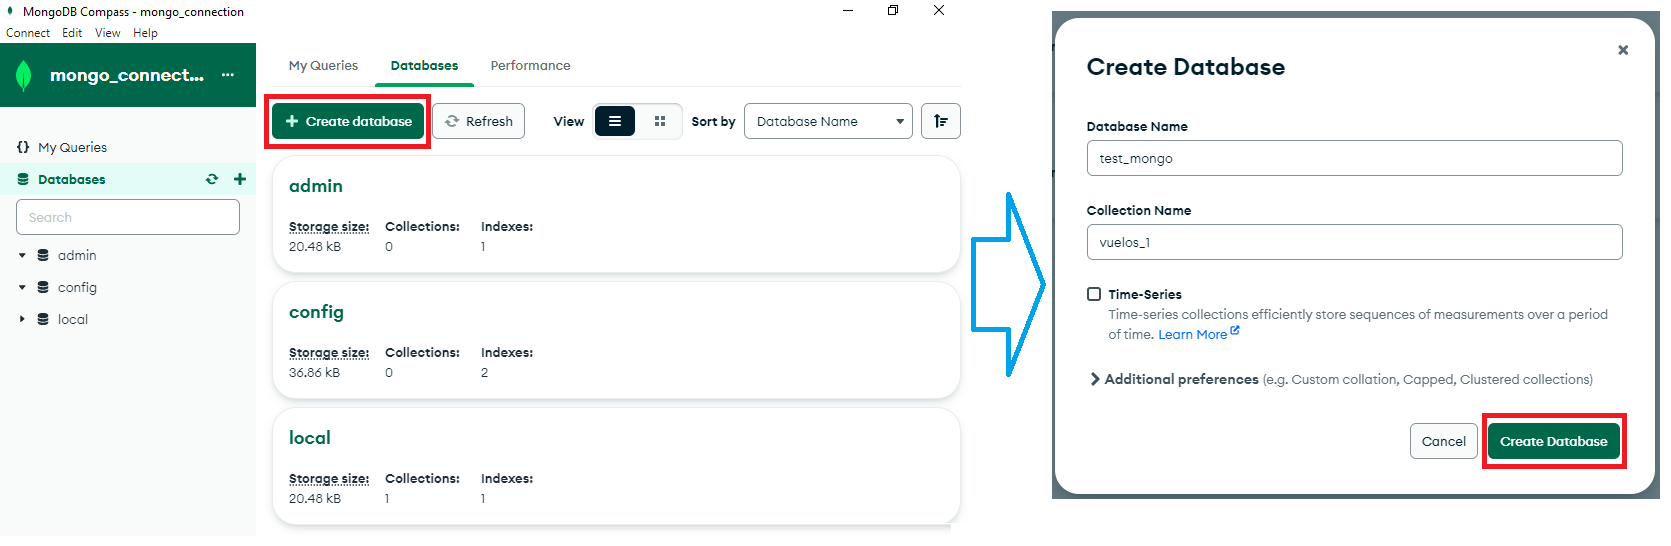 MongoDB Compass - mongo_connection
Connect Edit View Help
mongo_connect... ...
{} My Queries
Databases
Search
admin
config
local
My Queries Databases Performance
+ Create database Refresh View Sort by Database Name
admin
Storage size: Collections: Indexes:
20.48 kB 0 1
config
Storage size: Collections: Indexes:
36.86 kB 0 2
local
Storage size: Collections: Indexes:
20.48 kB 1 1
Create Database
Database Name
test_mongo
Collection Name
vuelos_1
Time-Series
Time-series collections efficiently store sequences of measurements over a period
of time. Learn More
Additional preferences (e.g. Custom collation, Capped, Clustered collections)
Cancel Create Database